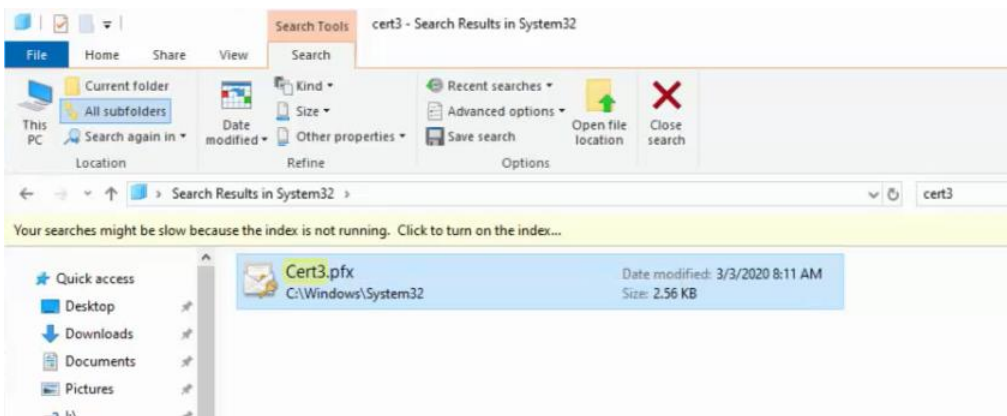 Search Tools cert3 - Search Results in System32
File Home Share View Search
Current folder
All subfolders
Search again in
This PC
Location
Date modified
Kind
Size
Other properties
Refine
Recent searches
Advanced options
Save search
Open file location
Close search
Options
Search Results in System32
cert3
Your searches might be slow because the index is not running. Click to turn on the index...
Quick access
Desktop
Downloads
Documents
Pictures
Cert3.pfx
C:\Windows\System32
Date modified: 3/3/2020 8:11 AM
Size: 2.56 KB